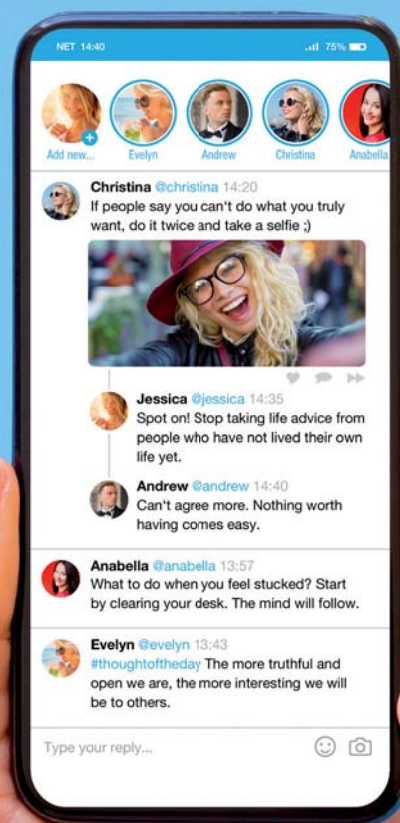 NET 14:40 75%
Add new... Evelyn Andrew Christina Anabella
Christina @christina 14:20
If people say you can't do what you truly
want, do it twice and take a selfie ;)
Jessica @jessica 14:35
Spot on! Stop taking life advice from
people who have not lived their own
life yet.
Andrew @andrew 14:40
Can't agree more. Nothing worth
having comes easy.
Anabella @anabella 13:57
What to do when you feel stucked? Start
by clearing your desk. The mind will follow.
Evelyn @evelyn 13:43
#thoughtoftheday The more truthful and
open we are, the more interesting we will
be to others.
Type your reply...